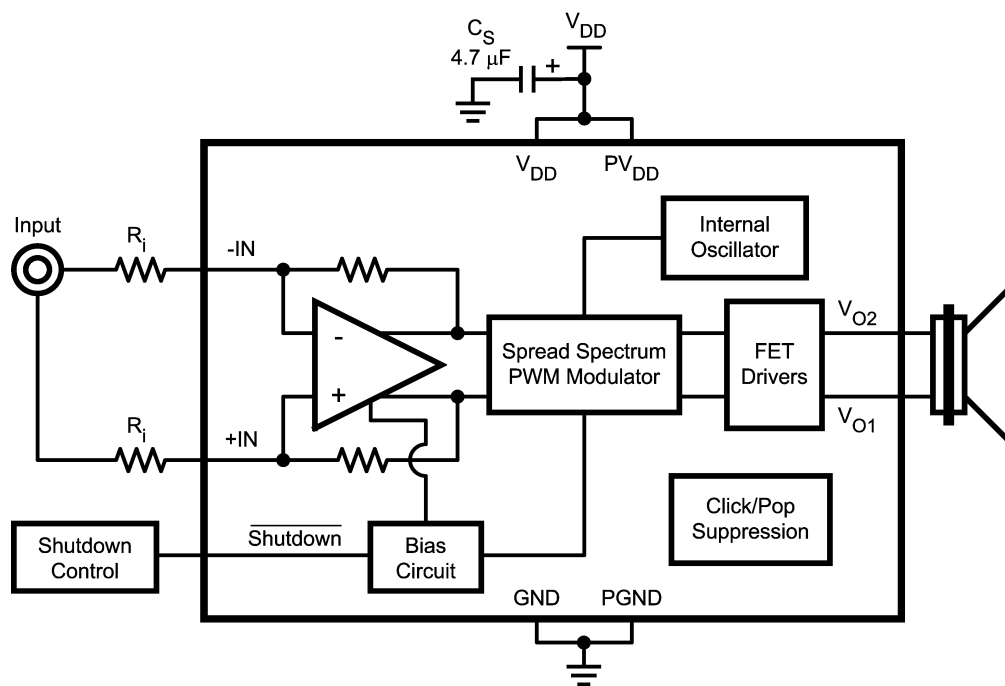 C_S
4.7 μF
+
V_DD
V_DD
PV_DD
Input
R_i
-IN
Internal
Oscillator
-
+
Spread Spectrum
PWM Modulator
FET
Drivers
V_O2
V_O1
R_i
+IN
Click/Pop
Suppression
Shutdown
Control
Shutdown
Bias
Circuit
GND
PGND